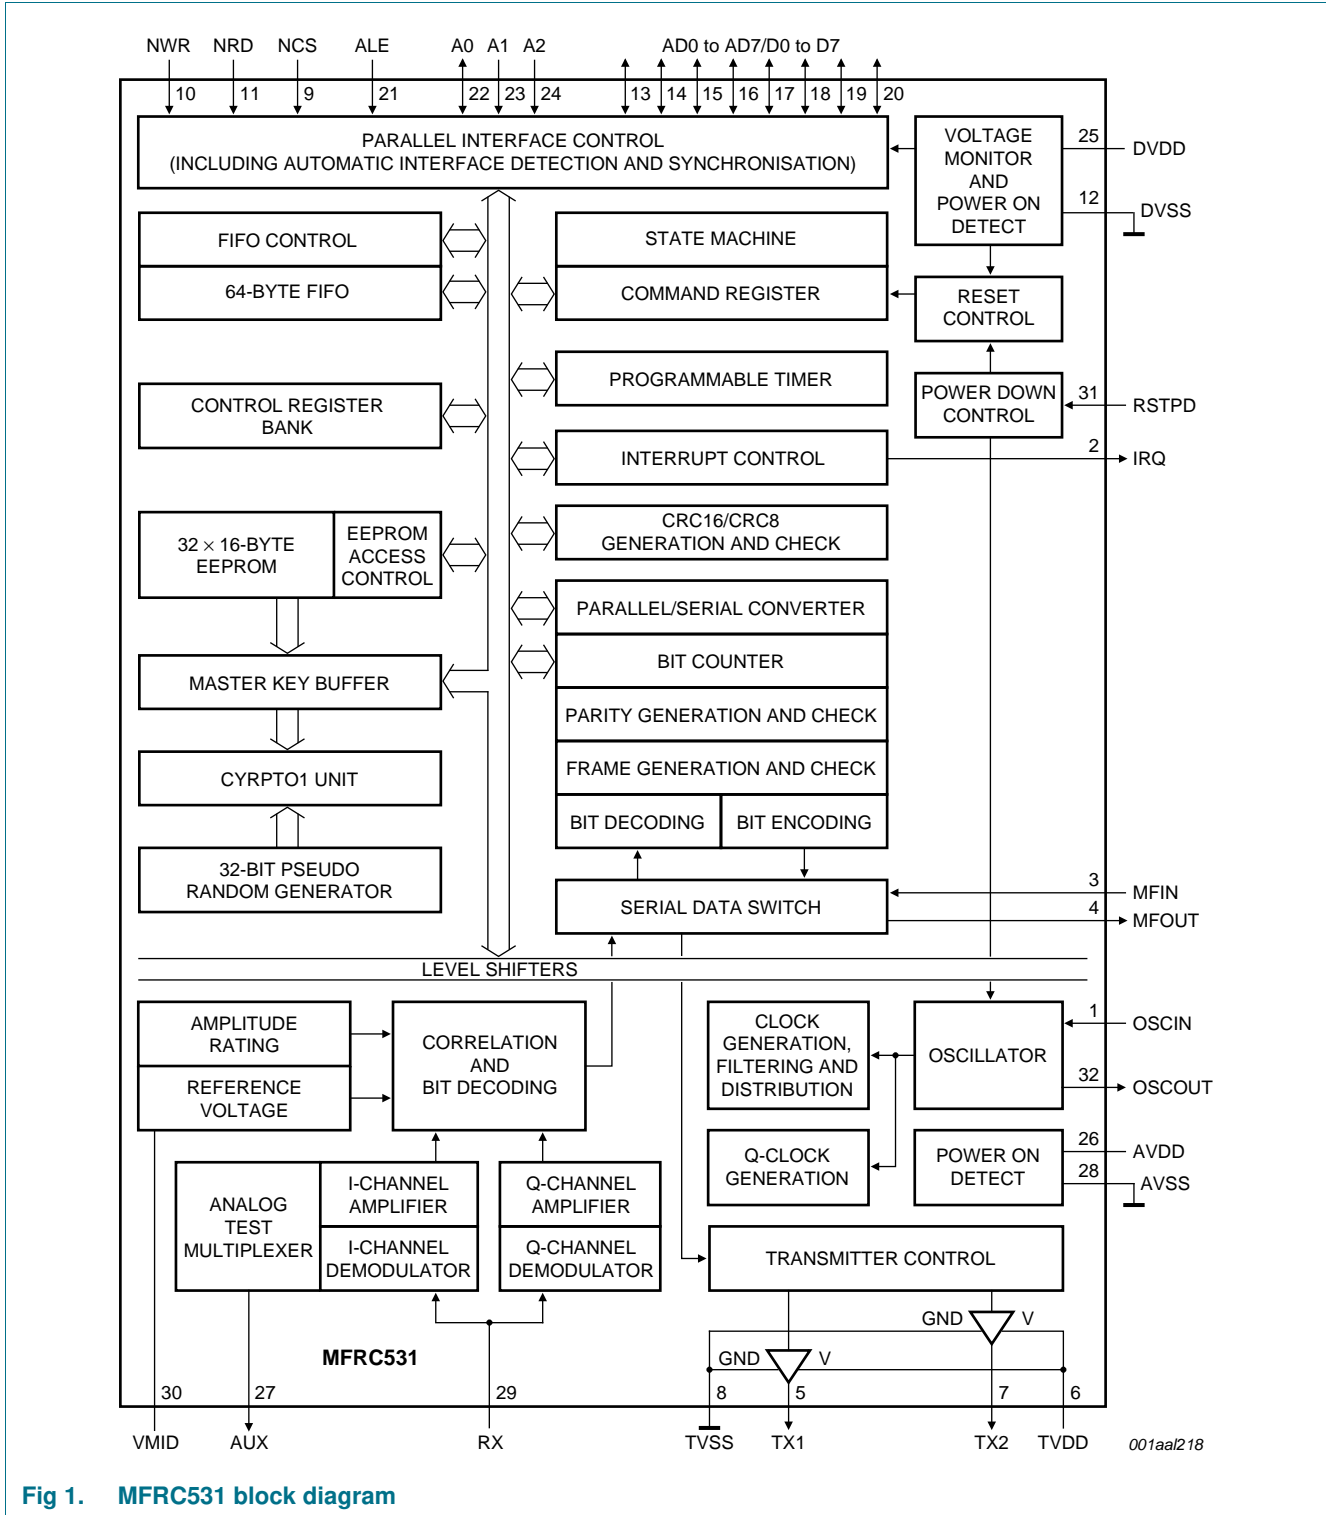 NWR NRD NCS ALE A0 A1 A2 AD0 to AD7/D0 to D7
10 11 9 21 22 23 24 13 14 15 16 17 18 19 20
PARALLEL INTERFACE CONTROL
(INCLUDING AUTOMATIC INTERFACE DETECTION AND SYNCHRONISATION)
VOLTAGE
MONITOR
AND
POWER ON
DETECT
25
DVDD
12
DVSS
FIFO CONTROL
64-BYTE FIFO
STATE MACHINE
COMMAND REGISTER
RESET
CONTROL
PROGRAMMABLE TIMER
CONTROL REGISTER
BANK
POWER DOWN
CONTROL
31
RSTPD
INTERRUPT CONTROL
2
IRQ
32 × 16-BYTE
EEPROM
EEPROM
ACCESS
CONTROL
CRC16/CRC8
GENERATION AND CHECK
PARALLEL/SERIAL CONVERTER
BIT COUNTER
MASTER KEY BUFFER
PARITY GENERATION AND CHECK
FRAME GENERATION AND CHECK
CYRPTO1 UNIT
BIT DECODING
BIT ENCODING
32-BIT PSEUDO
RANDOM GENERATOR
SERIAL DATA SWITCH
3
MFIN
4
MFOUT
LEVEL SHIFTERS
AMPLITUDE
RATING
REFERENCE
VOLTAGE
CORRELATION
AND
BIT DECODING
CLOCK
GENERATION,
FILTERING AND
DISTRIBUTION
OSCILLATOR
1
OSCIN
32
OSCOUT
Q-CLOCK
GENERATION
POWER ON
DETECT
26
AVDD
28
AVSS
ANALOG
TEST
MULTIPLEXER
I-CHANNEL
AMPLIFIER
I-CHANNEL
DEMODULATOR
Q-CHANNEL
AMPLIFIER
Q-CHANNEL
DEMODULATOR
TRANSMITTER CONTROL
GND V
GND V
MFRC531
30 27 29 8 5 7 6
VMID AUX RX TVSS TX1 TX2 TVDD
001aal218
Fig 1. MFRC531 block diagram